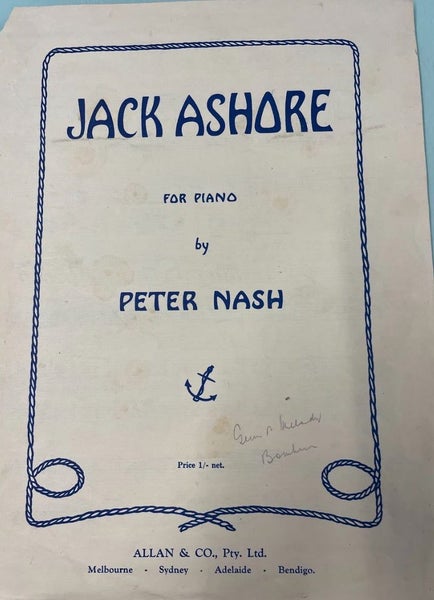 JACK ASHORE
FOR PIANO
by
PETER NASH
Price 1/- net.
ALLAN & CO., Pty. Ltd.
Melbourne - Sydney - Adelaide - Bendigo.